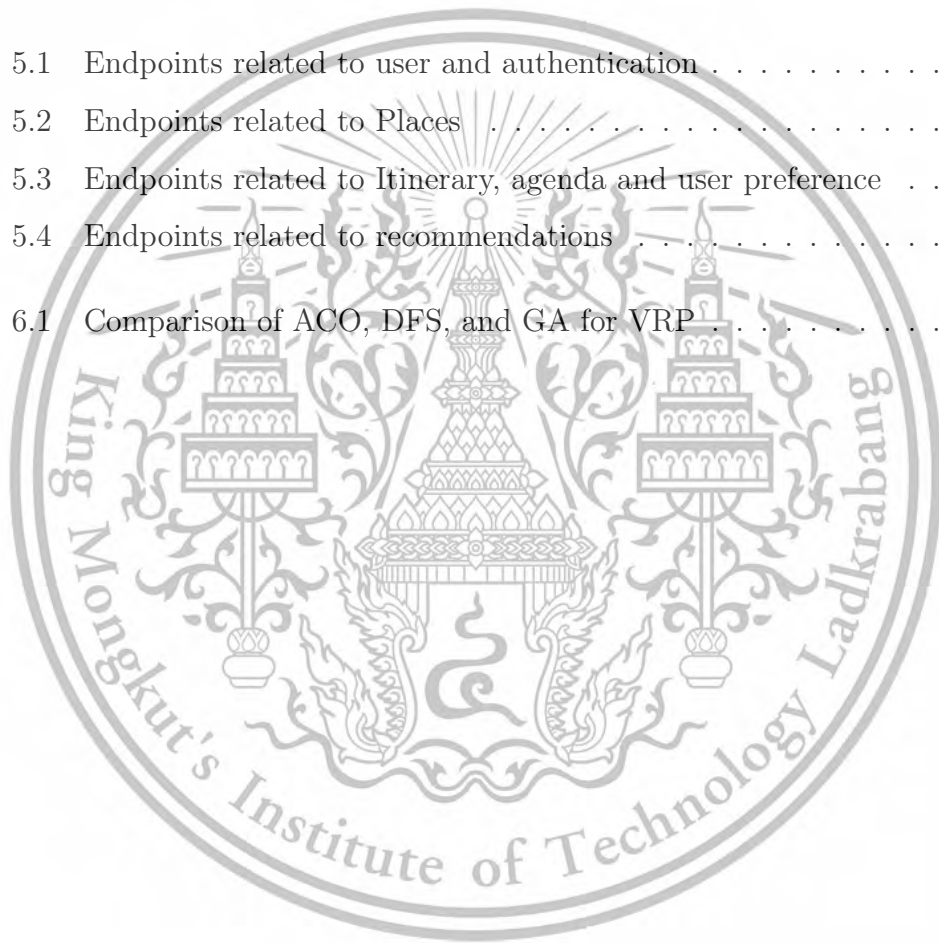 5.1 Endpoints related to user and authentication . . . . . . . . . .
5.2 Endpoints related to Places . . . . . . . . . . . . . . . . . .
5.3 Endpoints related to Itinerary, agenda and user preference . .
5.4 Endpoints related to recommendations . . . . . . . . . . . . .
6.1 Comparison of ACO, DFS, and GA for VRP . . . . . . . . . .
King Mongkut's Institute of Technology Ladkrabang